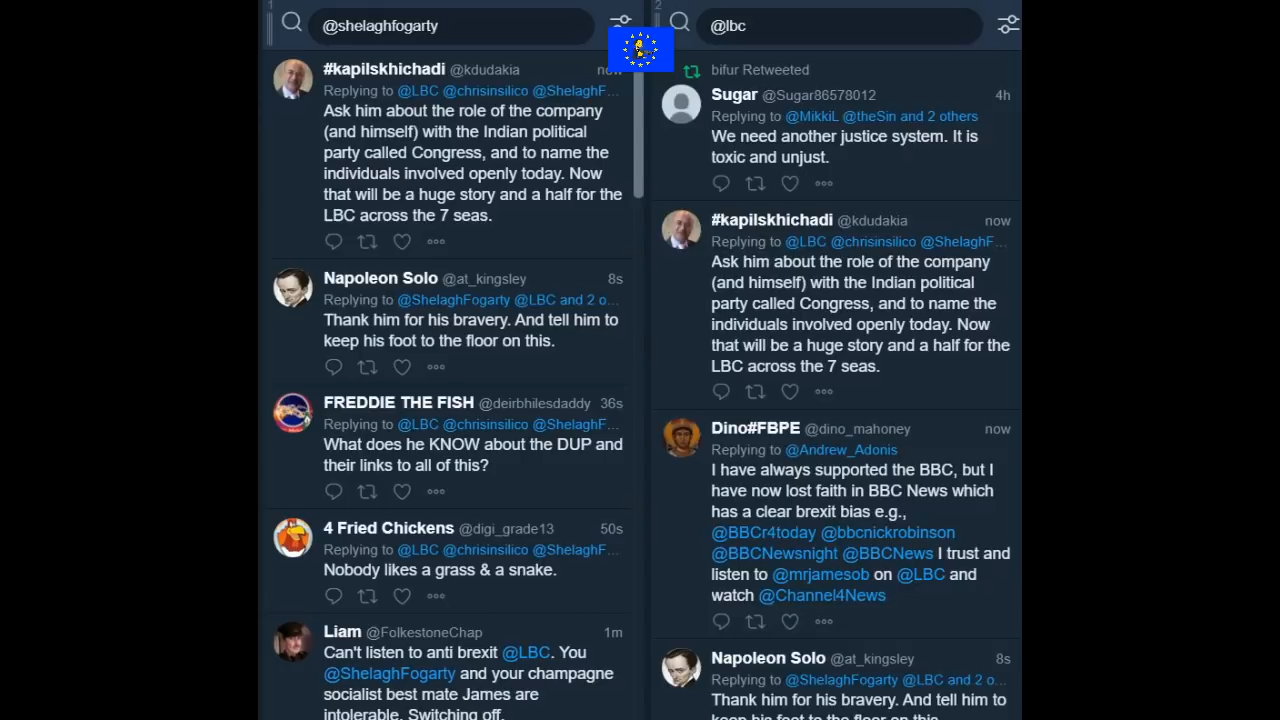 1
@shelaghfogarty
#kapilskhichadi @kdudakia now
Replying to @LBC @chrisinsilico @ShelaghF...
Ask him about the role of the company
(and himself) with the Indian political
party called Congress, and to name the
individuals involved openly today. Now
that will be a huge story and a half for the
LBC across the 7 seas.
Napoleon Solo @at_kingsley 8s
Replying to @ShelaghFogarty @LBC and 2 o...
Thank him for his bravery. And tell him to
keep his foot to the floor on this.
FREDDIE THE FISH @deirbhilesdaddy 36s
Replying to @LBC @chrisinsilico @ShelaghF...
What does he KNOW about the DUP and
their links to all of this?
4 Fried Chickens @digi_grade13 50s
Replying to @LBC @chrisinsilico @ShelaghF...
Nobody likes a grass & a snake.
Liam @FolkestoneChap 1m
Can't listen to anti brexit @LBC. You
@ShelaghFogarty and your champagne
socialist best mate James are
intolerable. Switching off.
2
@lbc
bifur Retweeted
Sugar @Sugar86578012 4h
Replying to @MikkiL @theSin and 2 others
We need another justice system. It is
toxic and unjust.
#kapilskhichadi @kdudakia now
Replying to @LBC @chrisinsilico @ShelaghF...
Ask him about the role of the company
(and himself) with the Indian political
party called Congress, and to name the
individuals involved openly today. Now
that will be a huge story and a half for the
LBC across the 7 seas.
Dino#FBPE @dino_mahoney now
Replying to @Andrew_Adonis
I have always supported the BBC, but I
have now lost faith in BBC News which
has a clear brexit bias e.g.,
@BBCr4today @bbcnickrobinson
@BBCNewsnight @BBCNews I trust and
listen to @mrjamesob on @LBC and
watch @Channel4News
Napoleon Solo @at_kingsley 8s
Replying to @ShelaghFogarty @LBC and 2 o...
Thank him for his bravery. And tell him to
keep his foot to the floor on this.